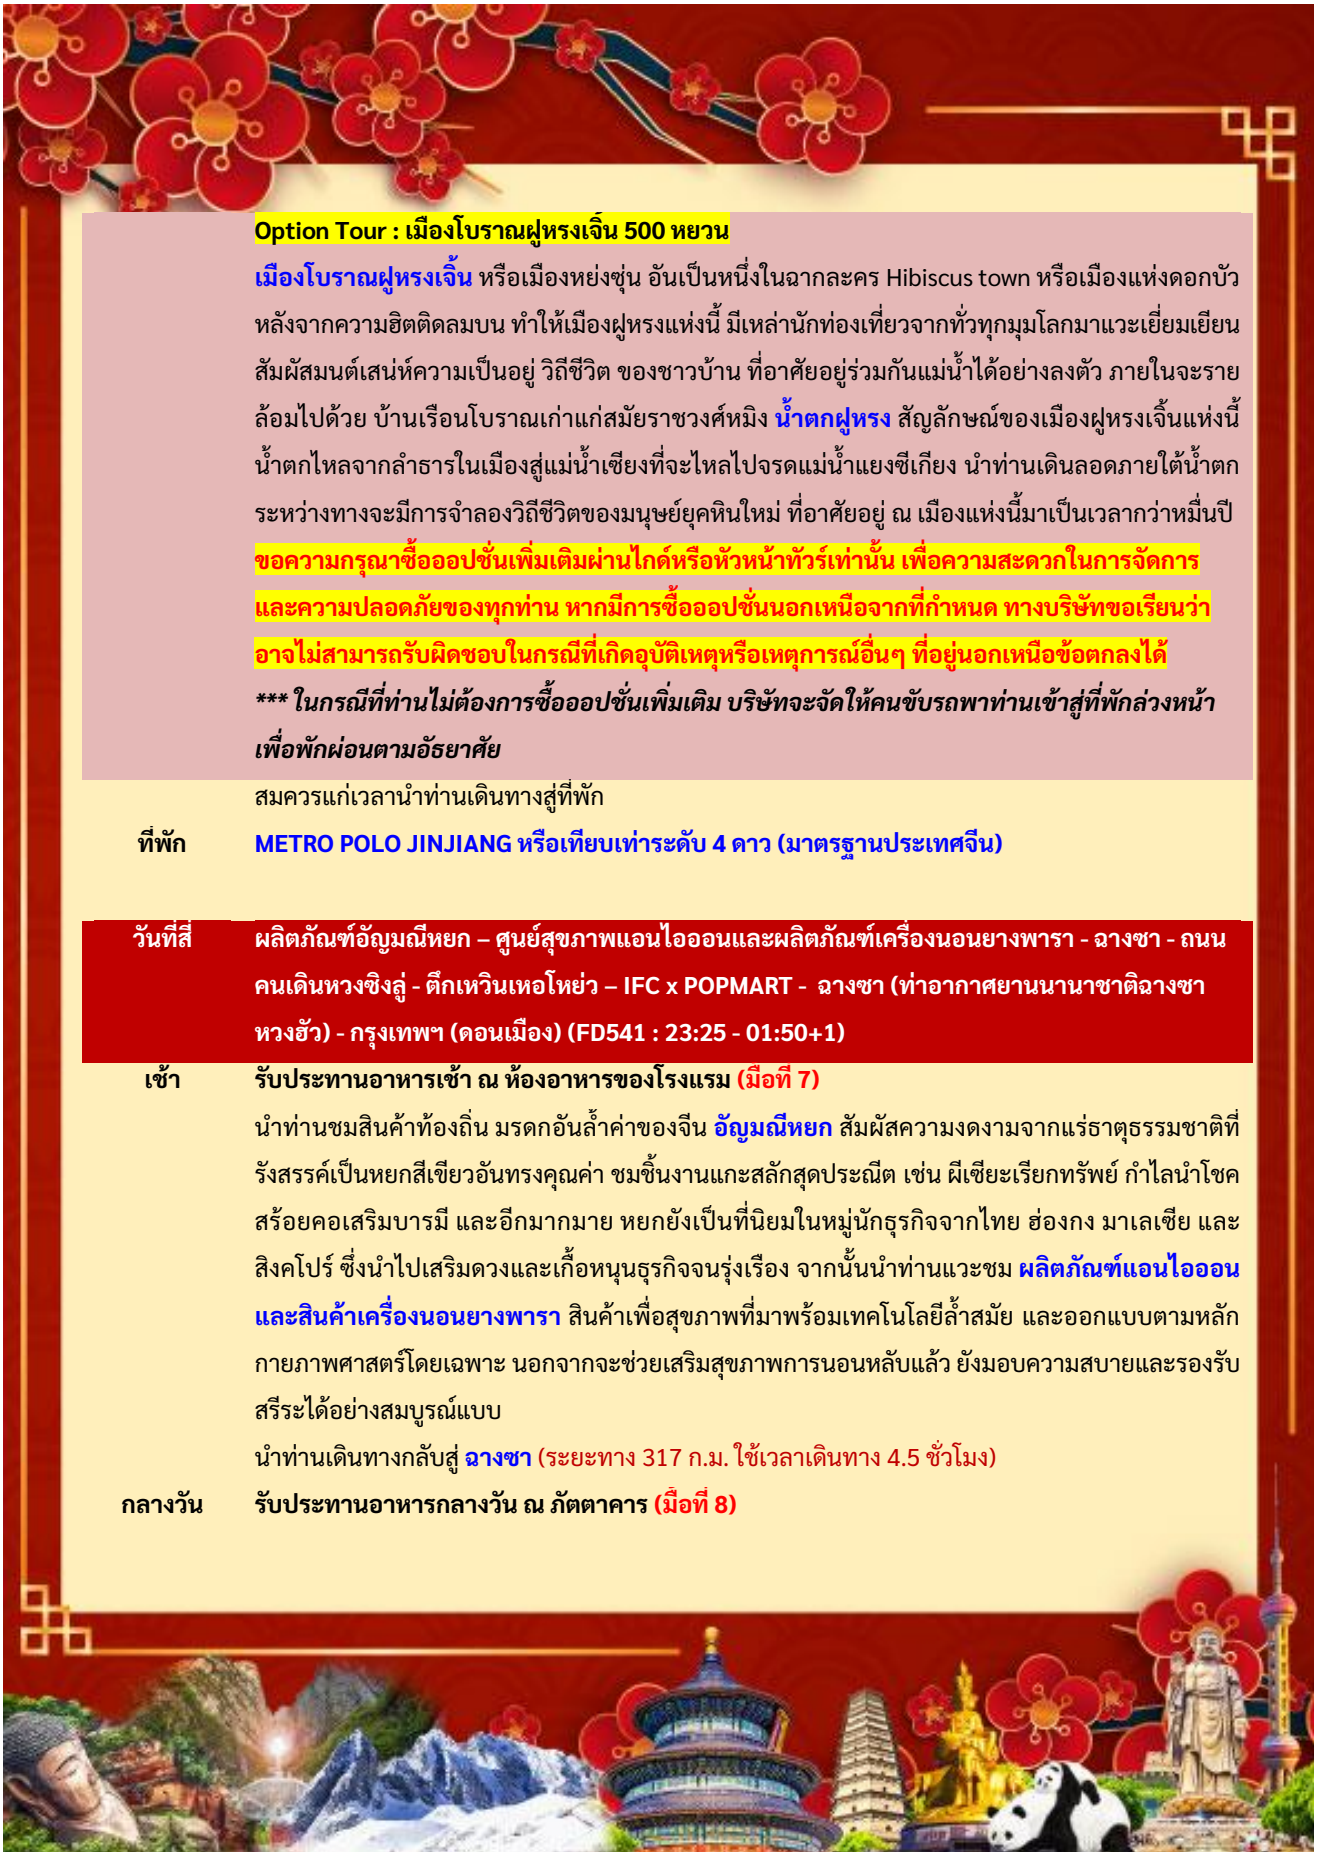 Option Tour : เมืองโบราณฝูหรงเจิ้น 500 หยวน
เมืองโบราณฝูหรงเจิ้น หรือเมืองหย่งซุ่น อันเป็นหนึ่งในฉากละคร Hibiscus town หรือเมืองแห่งดอกบัว
หลังจากความฮิตติดลมบน ทำให้เมืองฝูหรงแห่งนี้ มีเหล่านักท่องเที่ยวจากทั่วทุกมุมโลกมาแวะเยี่ยมเยียน
สัมผัสมนต์เสน่ห์ความเป็นอยู่ วิถีชีวิต ของชาวบ้าน ที่อาศัยอยู่ร่วมกันแม่น้ำได้อย่างลงตัว ภายในจะราย
ล้อมไปด้วย บ้านเรือนโบราณเก่าแก่สมัยราชวงศ์หมิง น้ำตกฝูหรง สัญลักษณ์ของเมืองฝูหรงเจิ้นแห่งนี้
น้ำตกไหลจากลำธารในเมืองสู่แม่น้ำเซียงที่จะไหลไปจรดแม่น้ำแยงซีเกียง นำท่านเดินลอดภายใต้น้ำตก
ระหว่างทางจะมีการจำลองวิถีชีวิตของมนุษย์ยุคหินใหม่ ที่อาศัยอยู่ ณ เมืองแห่งนี้มาเป็นเวลากว่าหมื่นปี
ขอความกรุณาซื้อออปชั่นเพิ่มเติมผ่านไกด์หรือหัวหน้าทัวร์เท่านั้น เพื่อความสะดวกในการจัดการ
และความปลอดภัยของทุกท่าน หากมีการซื้อออปชั่นนอกเหนือจากที่กำหนด ทางบริษัทขอเรียนว่า
อาจไม่สามารถรับผิดชอบในกรณีที่เกิดอุบัติเหตุหรือเหตุการณ์อื่นๆ ที่อยู่นอกเหนือข้อตกลงได้
*** ในกรณีที่ท่านไม่ต้องการซื้อออปชั่นเพิ่มเติม บริษัทจะจัดให้คนขับรถพาท่านเข้าสู่ที่พักล่วงหน้า
เพื่อพักผ่อนตามอัธยาศัย
สมควรแก่เวลานำท่านเดินทางสู่ที่พัก
ที่พัก METRO POLO JINJIANG หรือเทียบเท่าระดับ 4 ดาว (มาตรฐานประเทศจีน)
วันที่สี่ ผลิตภัณฑ์อัญมณีหยก – ศูนย์สุขภาพแอนไอออนและผลิตภัณฑ์เครื่องนอนยางพารา - ฉางซา - ถนน
คนเดินหวงซิงลู่ - ตึกเหวินเหอโหย่ว – IFC x POPMART - ฉางซา (ท่าอากาศยานนานาชาติฉางซา
หวงฮัว) - กรุงเทพฯ (ดอนเมือง) (FD541 : 23:25 - 01:50+1)
เช้า รับประทานอาหารเช้า ณ ห้องอาหารของโรงแรม (มื้อที่ 7)
นำท่านชมสินค้าท้องถิ่น มรดกอันล้ำค่าของจีน อัญมณีหยก สัมผัสความงดงามจากแร่ธาตุธรรมชาติที่
รังสรรค์เป็นหยกสีเขียวอันทรงคุณค่า ชมชิ้นงานแกะสลักสุดประณีต เช่น ผีเซียะเรียกทรัพย์ กำไลนำโชค
สร้อยคอเสริมบารมี และอีกมากมาย หยกยังเป็นที่นิยมในหมู่นักธุรกิจจากไทย ฮ่องกง มาเลเซีย และ
สิงคโปร์ ซึ่งนำไปเสริมดวงและเกื้อหนุนธุรกิจจนรุ่งเรือง จากนั้นนำท่านแวะชม ผลิตภัณฑ์แอนไอออน
และสินค้าเครื่องนอนยางพารา สินค้าเพื่อสุขภาพที่มาพร้อมเทคโนโลยีล้ำสมัย และออกแบบตามหลัก
กายภาพศาสตร์โดยเฉพาะ นอกจากจะช่วยเสริมสุขภาพการนอนหลับแล้ว ยังมอบความสบายและรองรับ
สรีระได้อย่างสมบูรณ์แบบ
นำท่านเดินทางกลับสู่ ฉางซา (ระยะทาง 317 ก.ม. ใช้เวลาเดินทาง 4.5 ชั่วโมง)
กลางวัน รับประทานอาหารกลางวัน ณ ภัตตาคาร (มื้อที่ 8)